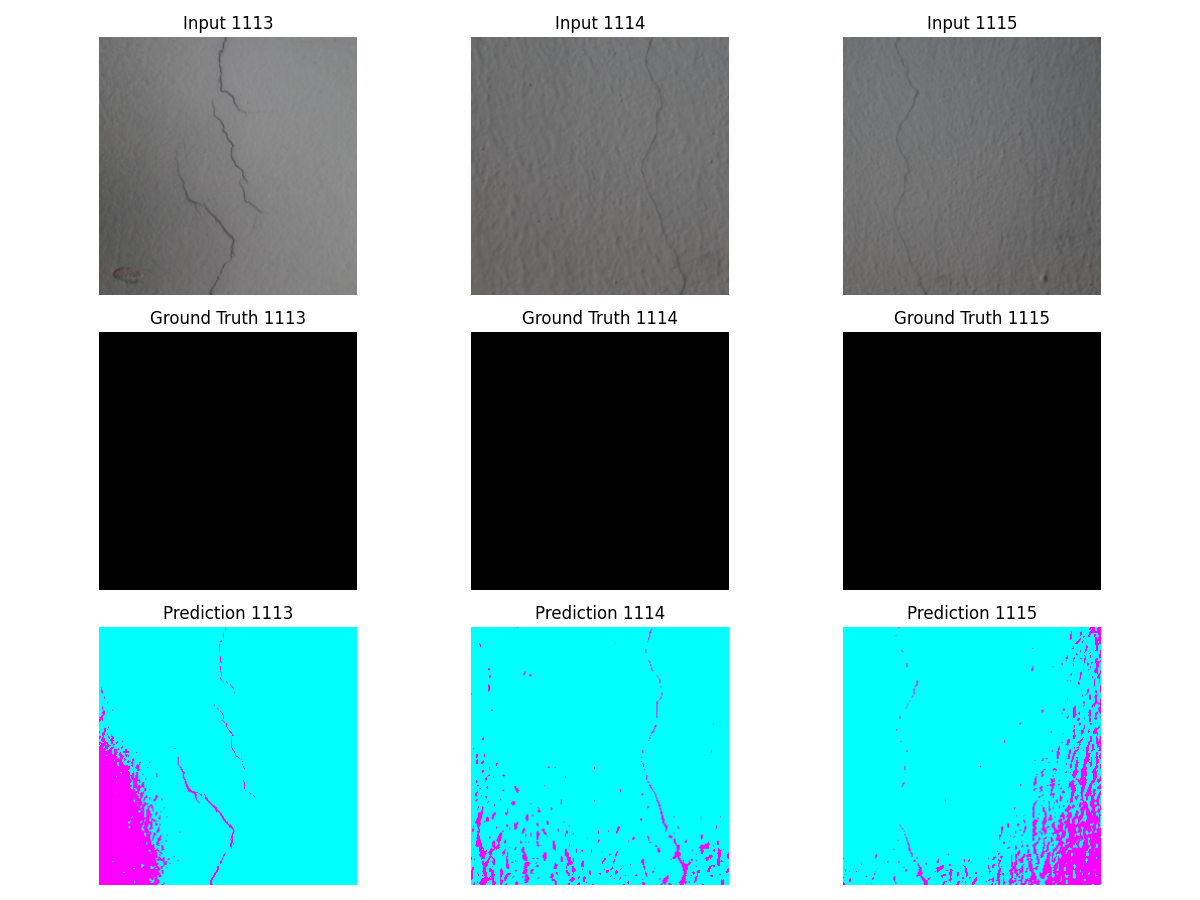 Input 1113
Input 1114
Input 1115
Ground Truth 1113
Ground Truth 1114
Ground Truth 1115
Prediction 1113
Prediction 1114
Prediction 1115